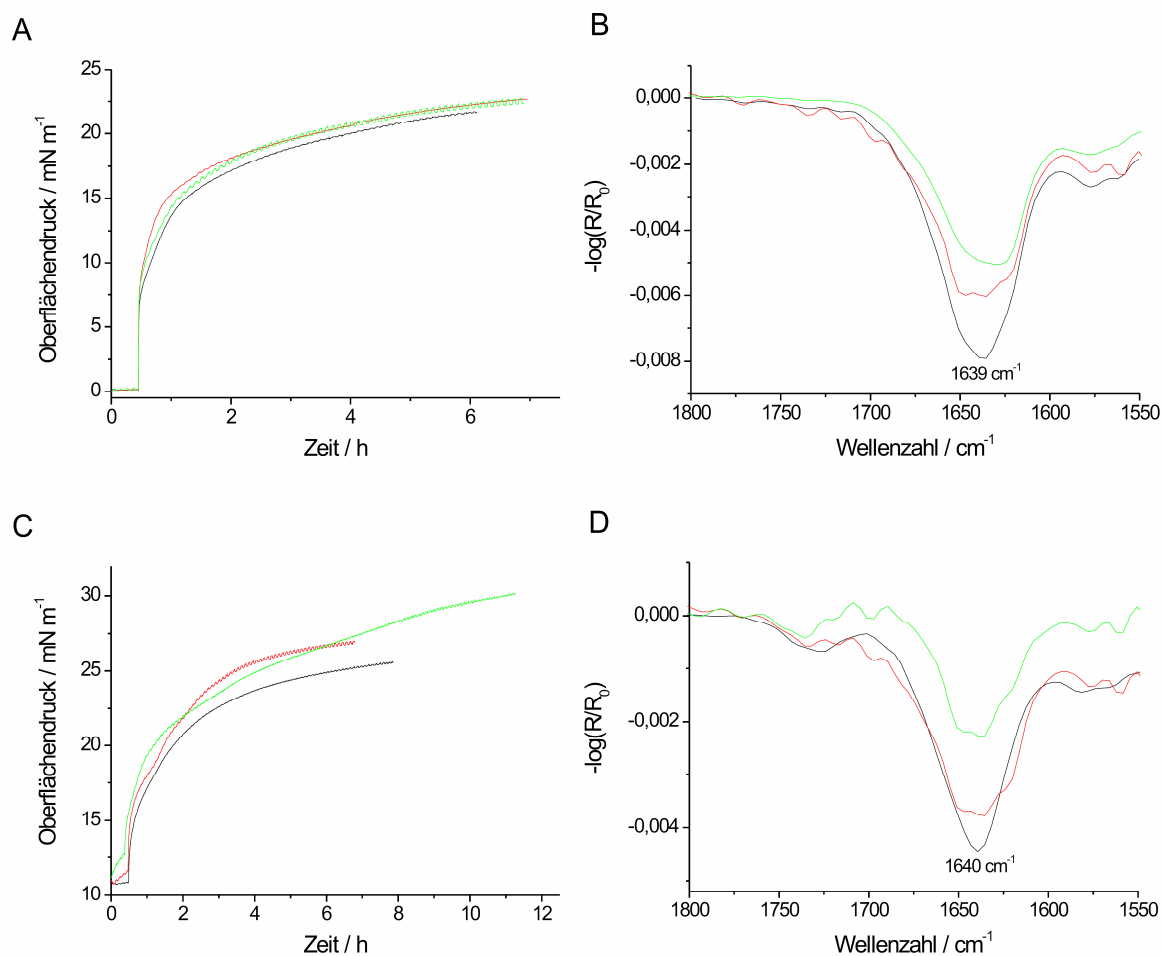 A
Oberflächendruck / mN m⁻¹
25
20
15
10
5
0
0 2 4 6
Zeit / h
B
-log(R/R₀)
0,000
-0,002
-0,004
-0,006
-0,008
1639 cm⁻¹
1800 1750 1700 1650 1600 1550
Wellenzahl / cm⁻¹
C
Oberflächendruck / mN m⁻¹
30
25
20
15
10
0 2 4 6 8 10 12
Zeit / h
D
-log(R/R₀)
0,000
-0,002
-0,004
1640 cm⁻¹
1800 1750 1700 1650 1600 1550
Wellenzahl / cm⁻¹